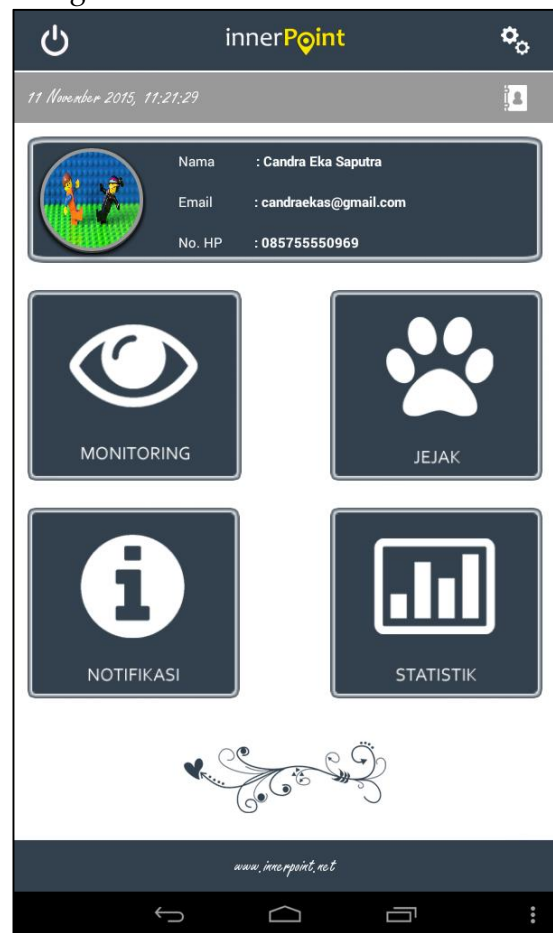 innerPoint
11 November 2015, 11:21:29
Nama : Candra Eka Saputra
Email : candraekas@gmail.com
No. HP : 085755550969
MONITORING
JEJAK
NOTIFIKASI
STATISTIK
www.innerpoint.net